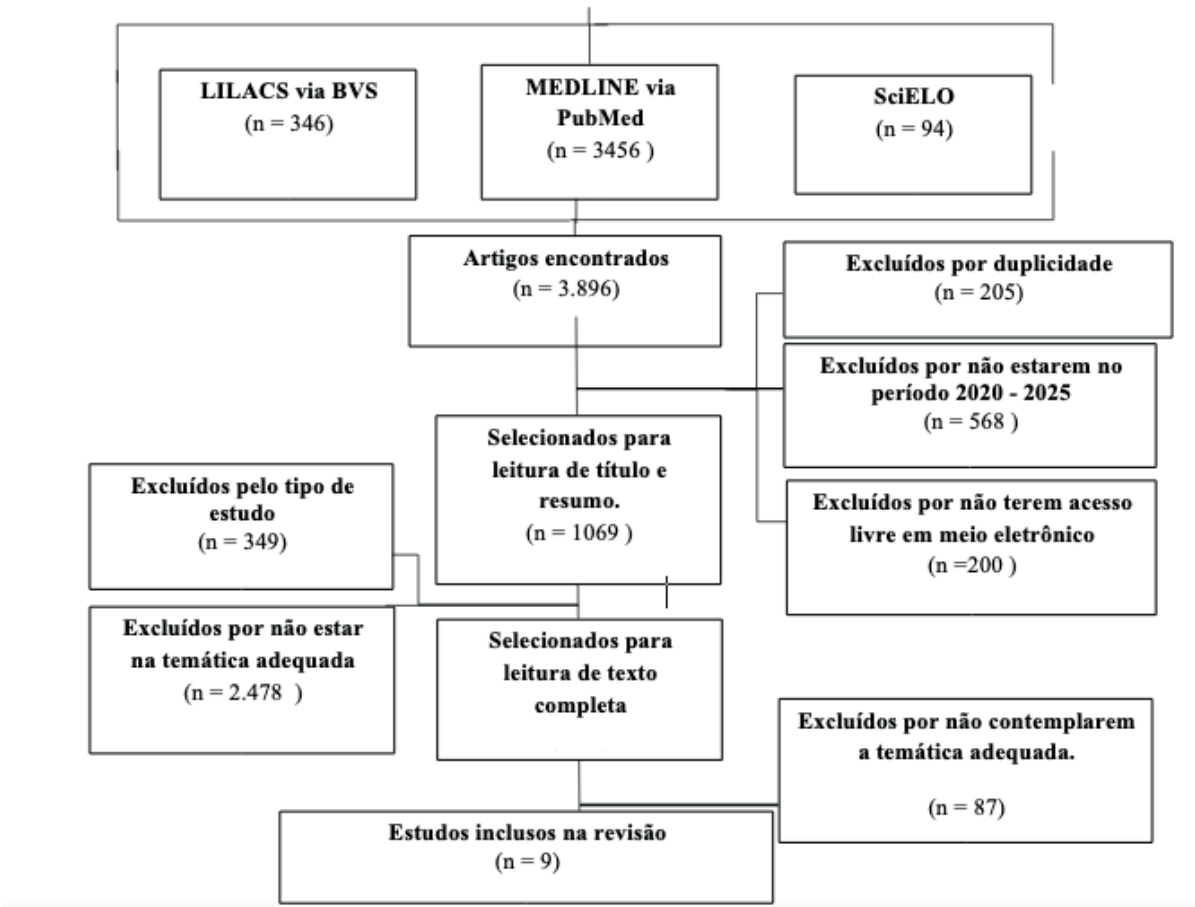 LILACS via BVS
(n = 346)
MEDLINE via
PubMed
(n = 3456 )
SciELO
(n = 94)
Artigos encontrados
(n = 3.896)
Excluídos por duplicidade
(n = 205)
Excluídos por não estarem no
período 2020 - 2025
(n = 568 )
Excluídos por não terem acesso
livre em meio eletrônico
(n =200 )
Selecionados para
leitura de título e
resumo.
(n = 1069 )
Excluídos pelo tipo de
estudo
(n = 349)
Excluídos por não estar
na temática adequada
(n = 2.478  )
Selecionados para
leitura de texto
completa
Excluídos por não contemplarem
a temática adequada.
(n = 87)
Estudos inclusos na revisão
(n = 9)